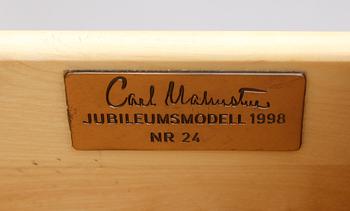 Carl Malmsten
JUBILEUMSMODELL 1998
NR 24